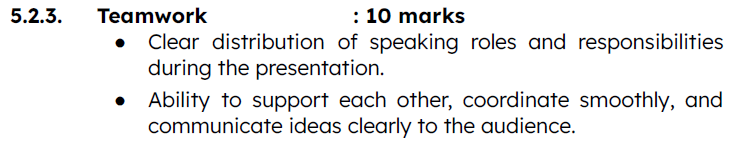 5.2.3. Teamwork : 10 marks
● Clear distribution of speaking roles and responsibilities
during the presentation.
● Ability to support each other, coordinate smoothly, and
communicate ideas clearly to the audience.